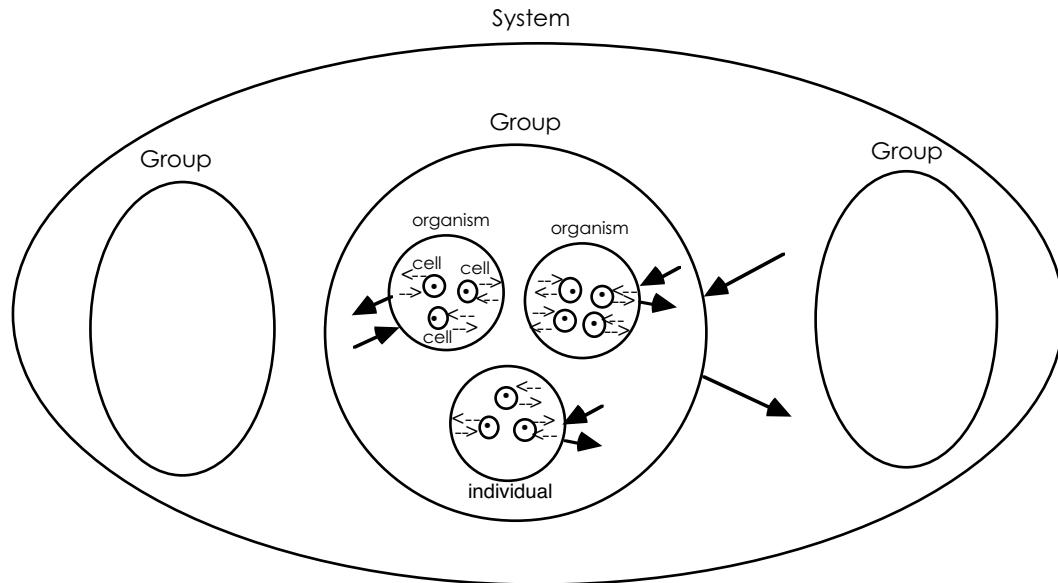 System
Group
Group
Group
organism
organism
cell
cell
cell
individual